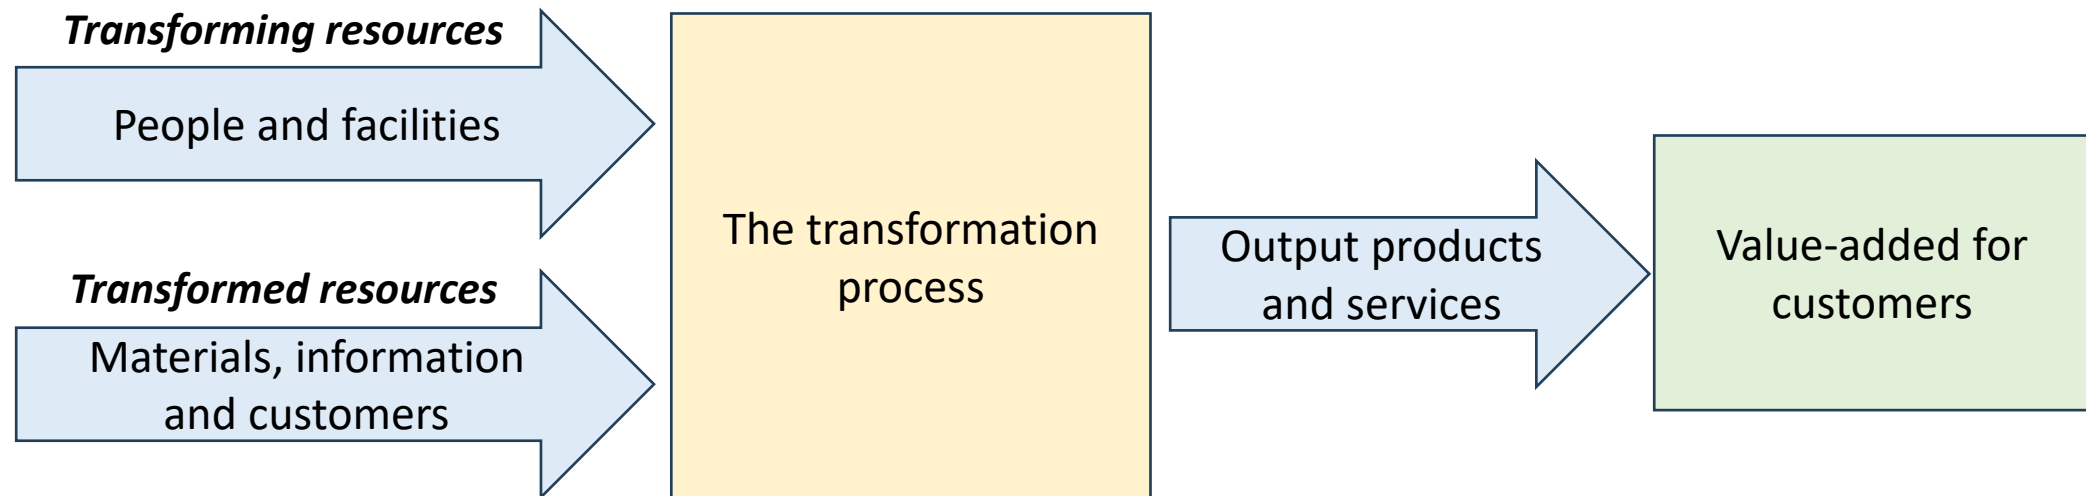 Transforming resources
People and facilities
Transformed resources
Materials, information
and customers
The transformation
process
Output products
and services
Value-added for
customers